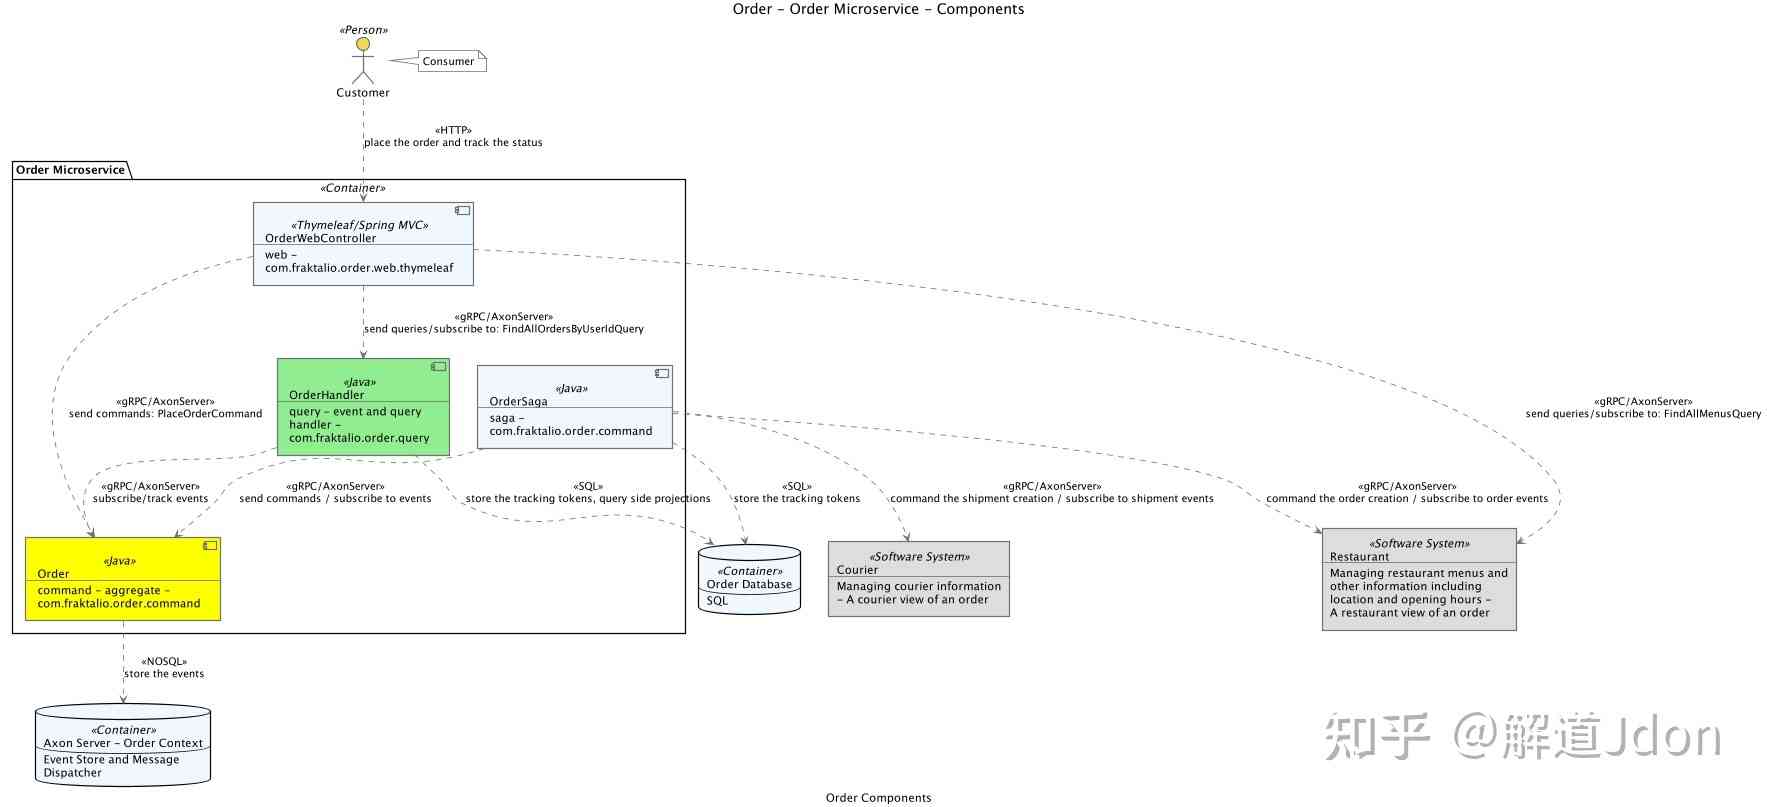 Order - Order Microservice - Components
«Person»
Consumer
Customer
«HTTP»
place the order and track the status
Order Microservice
«Container»
«Thymeleaf/Spring MVC»
OrderWebController
web -
com.fraktalio.order.web.thymeleaf
«gRPC/AxonServer»
send queries/subscribe to: FindAllOrdersByUserIdQuery
«gRPC/AxonServer»
send commands: PlaceOrderCommand
«Java»
OrderHandler
query - event and query
handler -
com.fraktalio.order.query
«Java»
OrderSaga
saga -
com.fraktalio.order.command
«gRPC/AxonServer»
send queries/subscribe to: FindAllMenusQuery
«gRPC/AxonServer»
subscribe/track events
«gRPC/AxonServer»
send commands / subscribe to events
«SQL»
store the tracking tokens, query side projections
«SQL»
store the tracking tokens
«gRPC/AxonServer»
command the shipment creation / subscribe to shipment events
«gRPC/AxonServer»
command the order creation / subscribe to order events
«Java»
Order
command - aggregate -
com.fraktalio.order.command
«Container»
Order Database
SQL
«Software System»
Courier
Managing courier information
- A courier view of an order
«Software System»
Restaurant
Managing restaurant menus and
other information including
location and opening hours -
A restaurant view of an order
«NOSQL»
store the events
«Container»
Axon Server - Order Context
Event Store and Message
Dispatcher
知乎 @解道Jdon
Order Components